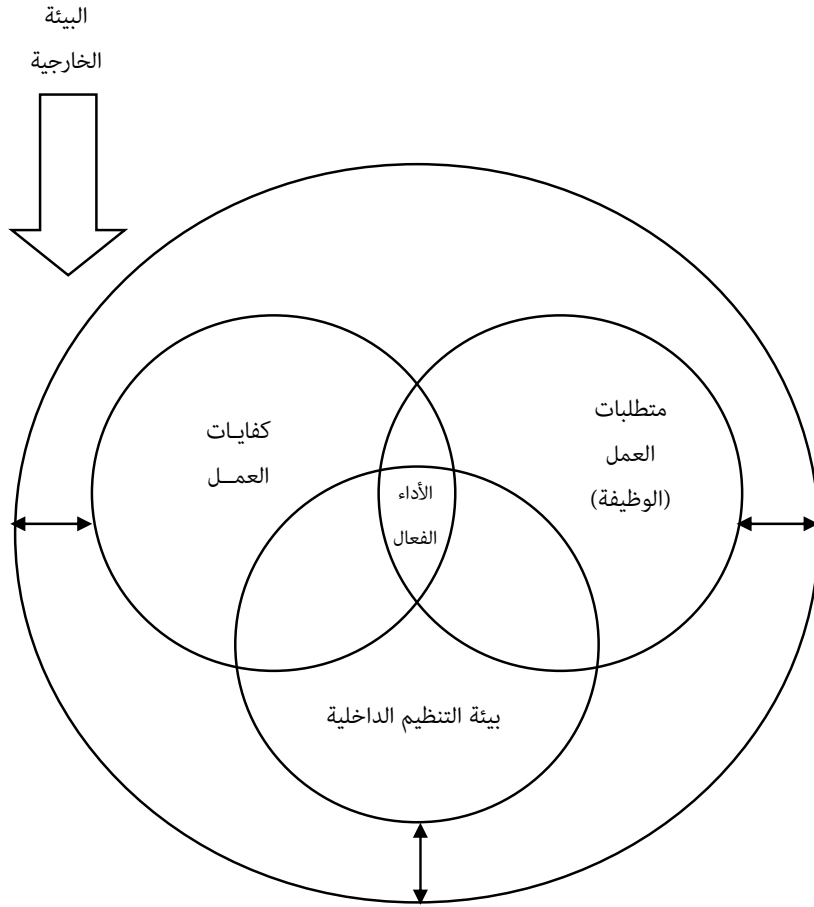 البيئة
الخارجية
متطلبات
العمل
(الوظيفة)
كفايـات
العمــل
الأداء
الفعال
بيئة التنظيم الداخلية